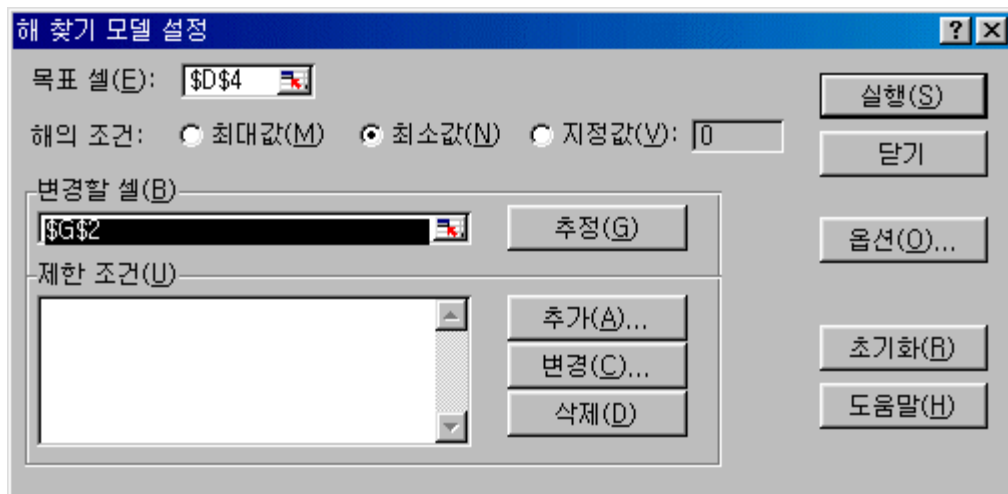 해 찾기 모델 설정
목표 셀(E): $D$4
실행(S)
해의 조건: 최대값(M) 최소값(N) 지정값(V): 0
닫기
변경할 셀(B)
$G$2
추정(G)
옵션(O)...
제한 조건(U)
추가(A)...
변경(C)...
초기화(R)
삭제(D)
도움말(H)